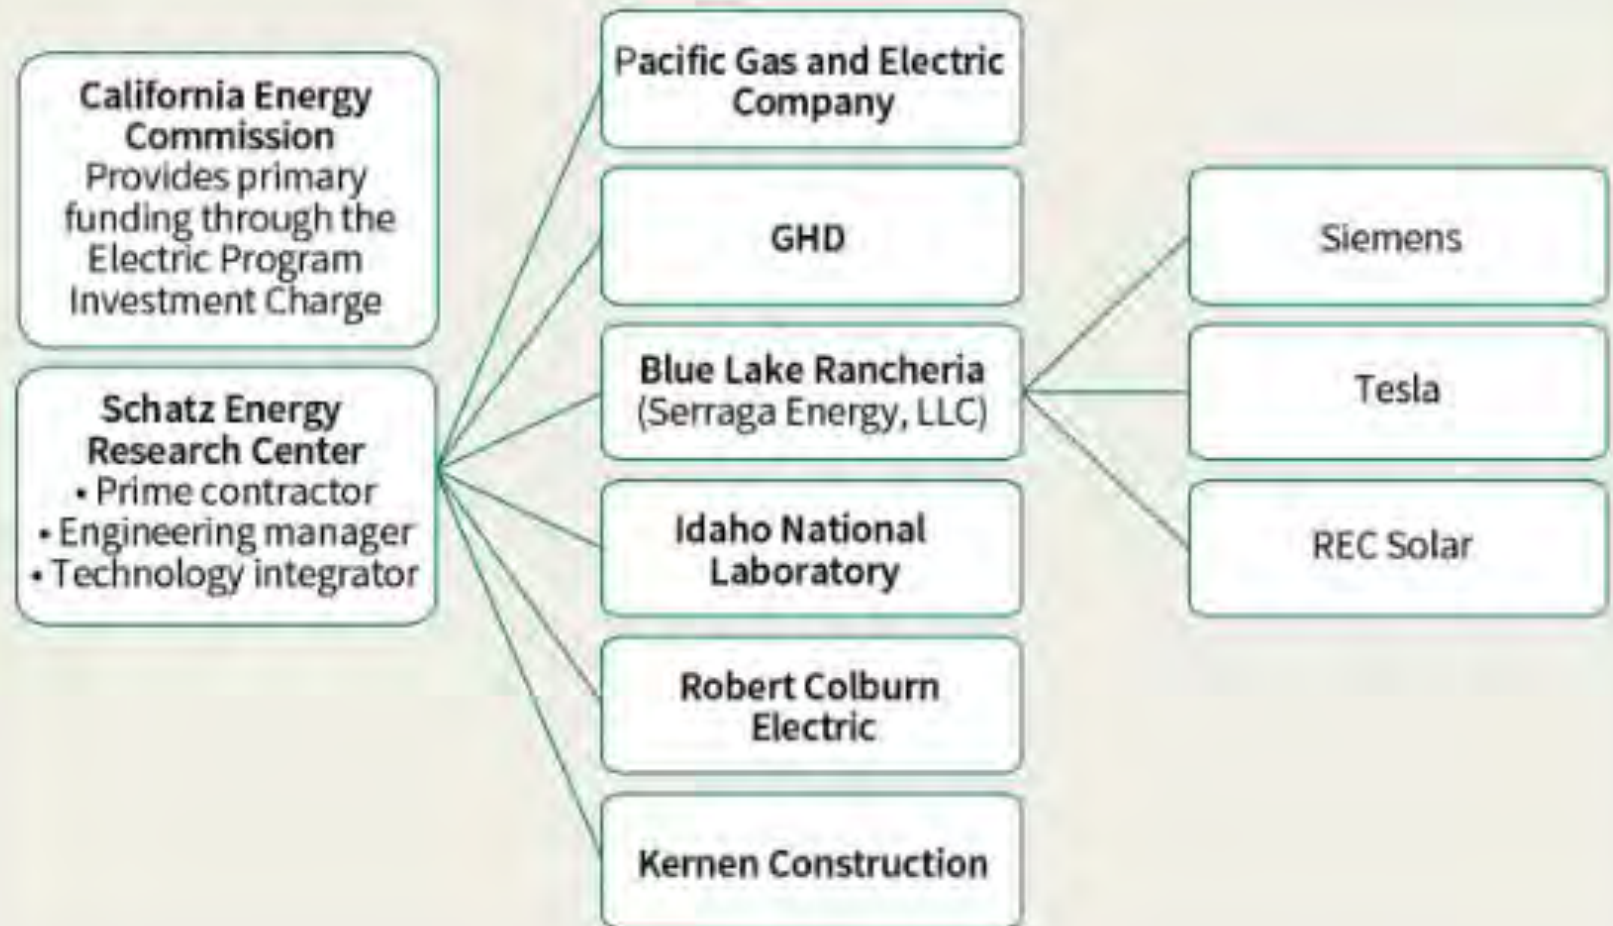 California Energy
Commission
Provides primary
funding through the
Electric Program
Investment Charge
Schatz Energy
Research Center
• Prime contractor
• Engineering manager
• Technology integrator
Pacific Gas and Electric
Company
GHD
Blue Lake Rancheria
(Serraga Energy, LLC)
Idaho National
Laboratory
Robert Colburn
Electric
Kernen Construction
Siemens
Tesla
REC Solar